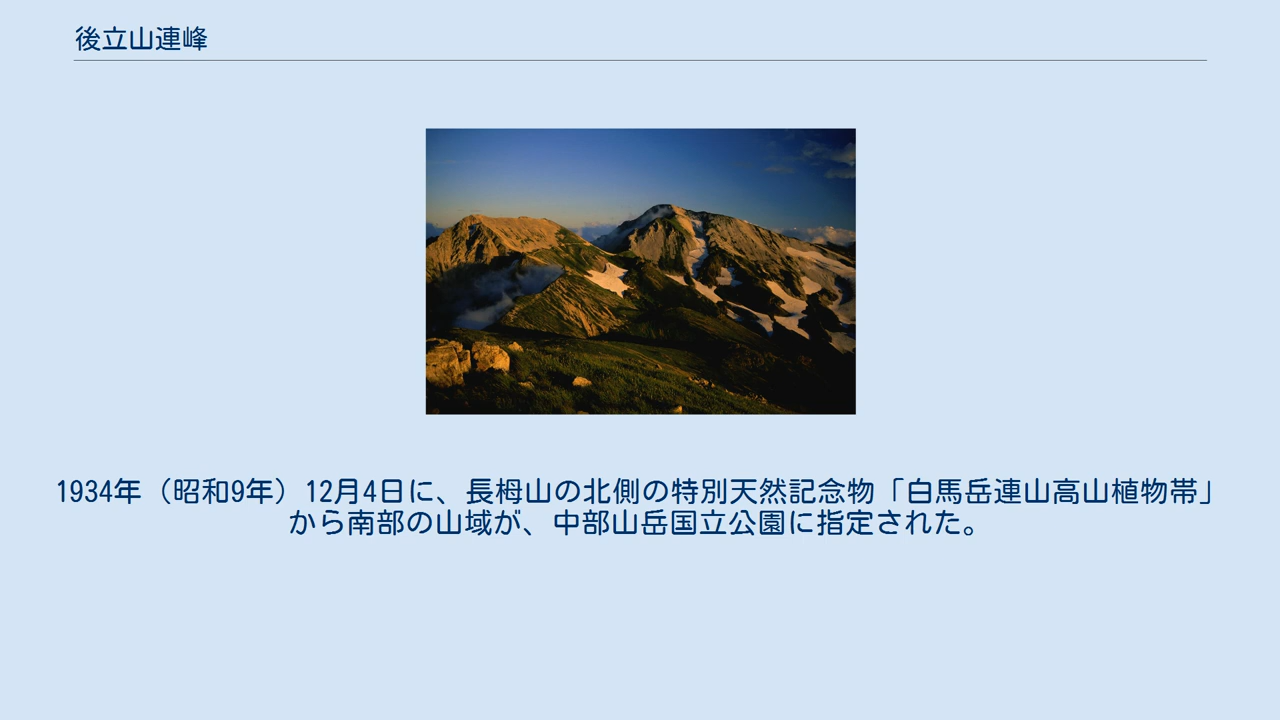 後立山連峰
1934年（昭和9年）12月4日に、長栂山の北側の特別天然記念物「白馬岳連山高山植物帯」
から南部の山域が、中部山岳国立公園に指定された。